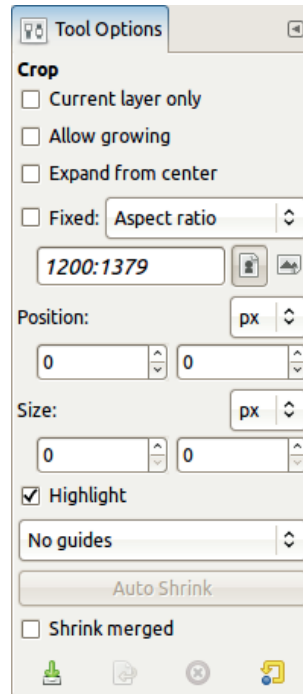 Tool Options
Crop
Current layer only
Allow growing
Expand from center
Fixed: Aspect ratio
1200:1379
Position: px
0 0
Size: px
0 0
Highlight
No guides
Auto Shrink
Shrink merged